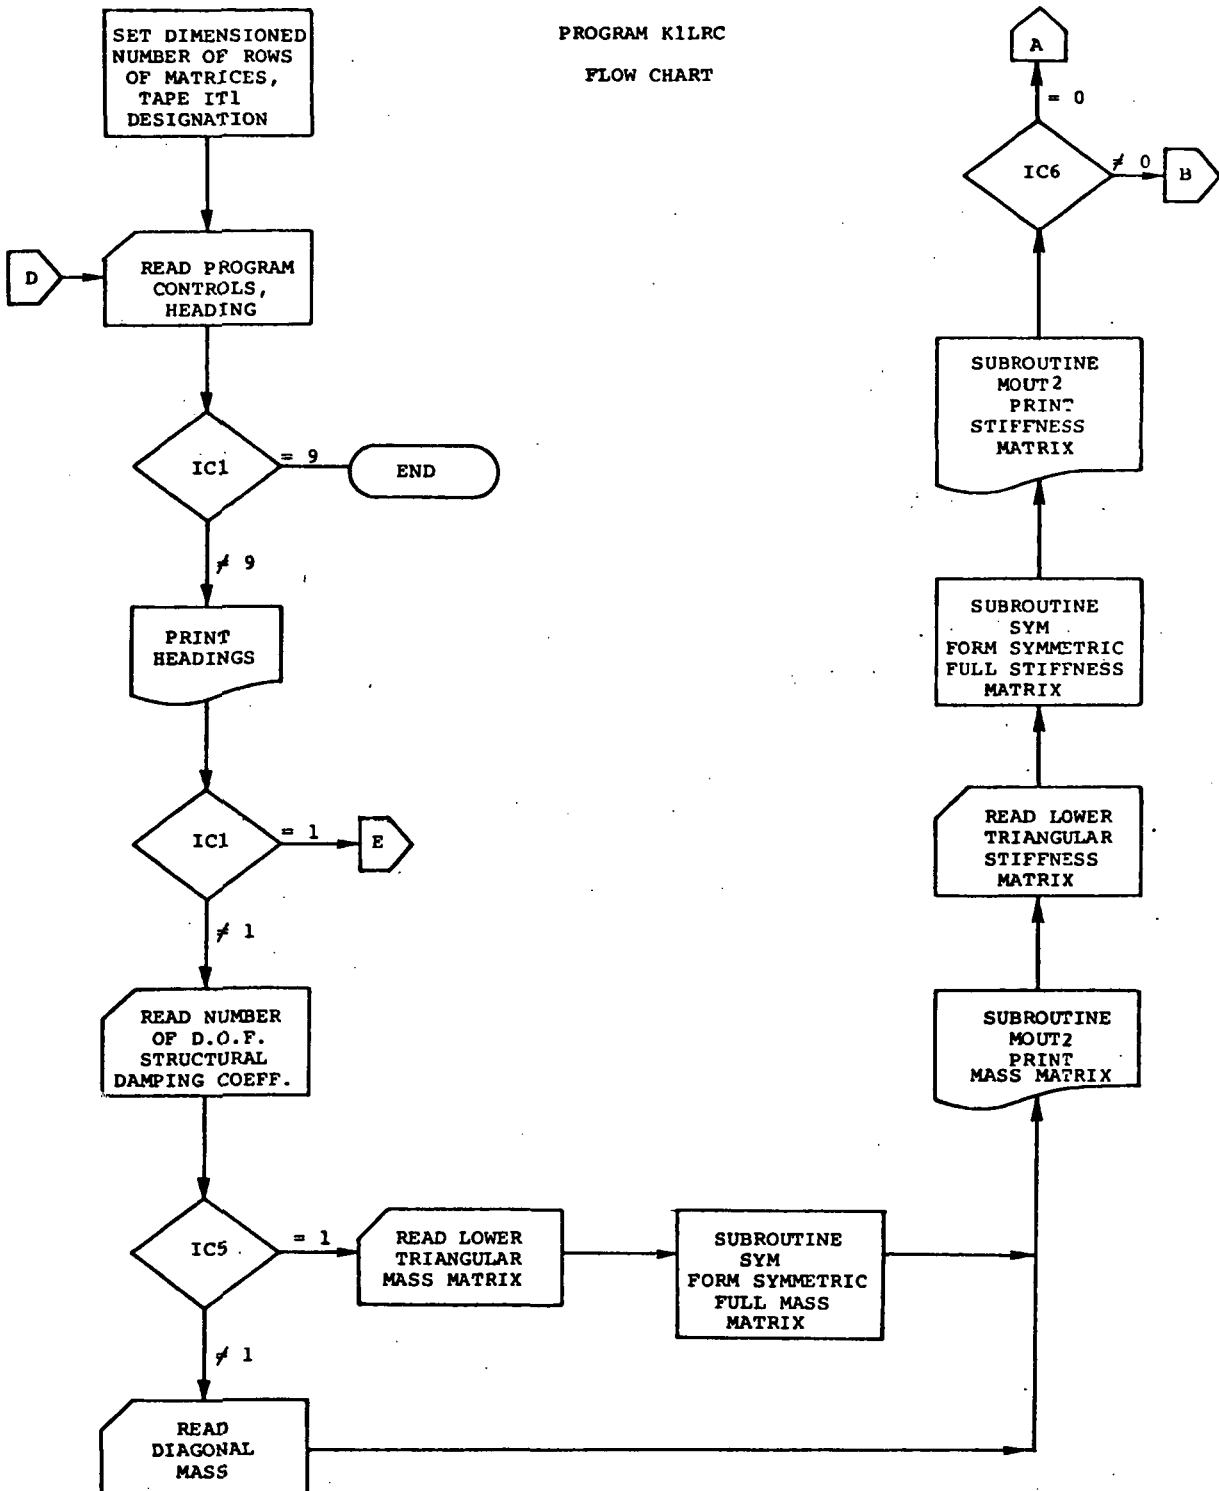 PROGRAM K1LRC
FLOW CHART
SET DIMENSIONED
NUMBER OF ROWS
OF MATRICES,
TAPE IT1
DESIGNATION
D
READ PROGRAM
CONTROLS,
HEADING
IC1
= 9
END
≠ 9
PRINT
HEADINGS
IC1
= 1
E
≠ 1
READ NUMBER
OF D.O.F.
STRUCTURAL
DAMPING COEFF.
IC5
= 1
READ LOWER
TRIANGULAR
MASS MATRIX
SUBROUTINE
SYM
FORM SYMMETRIC
FULL MASS
MATRIX
≠ 1
READ
DIAGONAL
MASS
SUBROUTINE
MOUT2
PRINT
MASS MATRIX
READ LOWER
TRIANGULAR
STIFFNESS
MATRIX
SUBROUTINE
SYM
FORM SYMMETRIC
FULL STIFFNESS
MATRIX
SUBROUTINE
MOUT2
PRINT
STIFFNESS
MATRIX
IC6
≠ 0
B
= 0
A